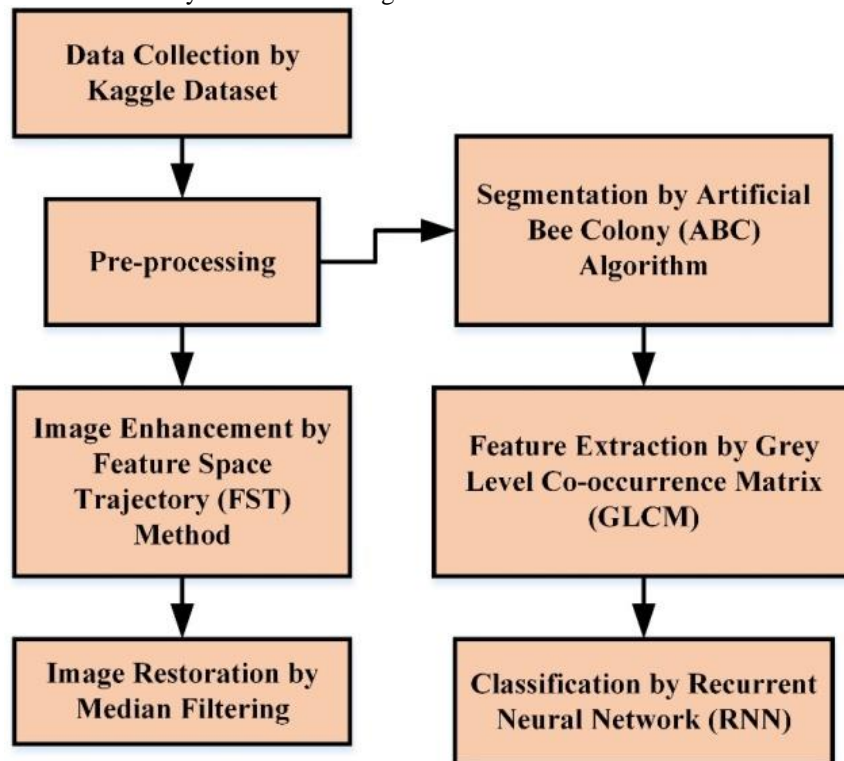 Data Collection by
Kaggle Dataset
Pre-processing
Image Enhancement by
Feature Space
Trajectory (FST)
Method
Image Restoration by
Median Filtering
Segmentation by Artificial
Bee Colony (ABC)
Algorithm
Feature Extraction by Grey
Level Co-occurrence Matrix
(GLCM)
Classification by Recurrent
Neural Network (RNN)